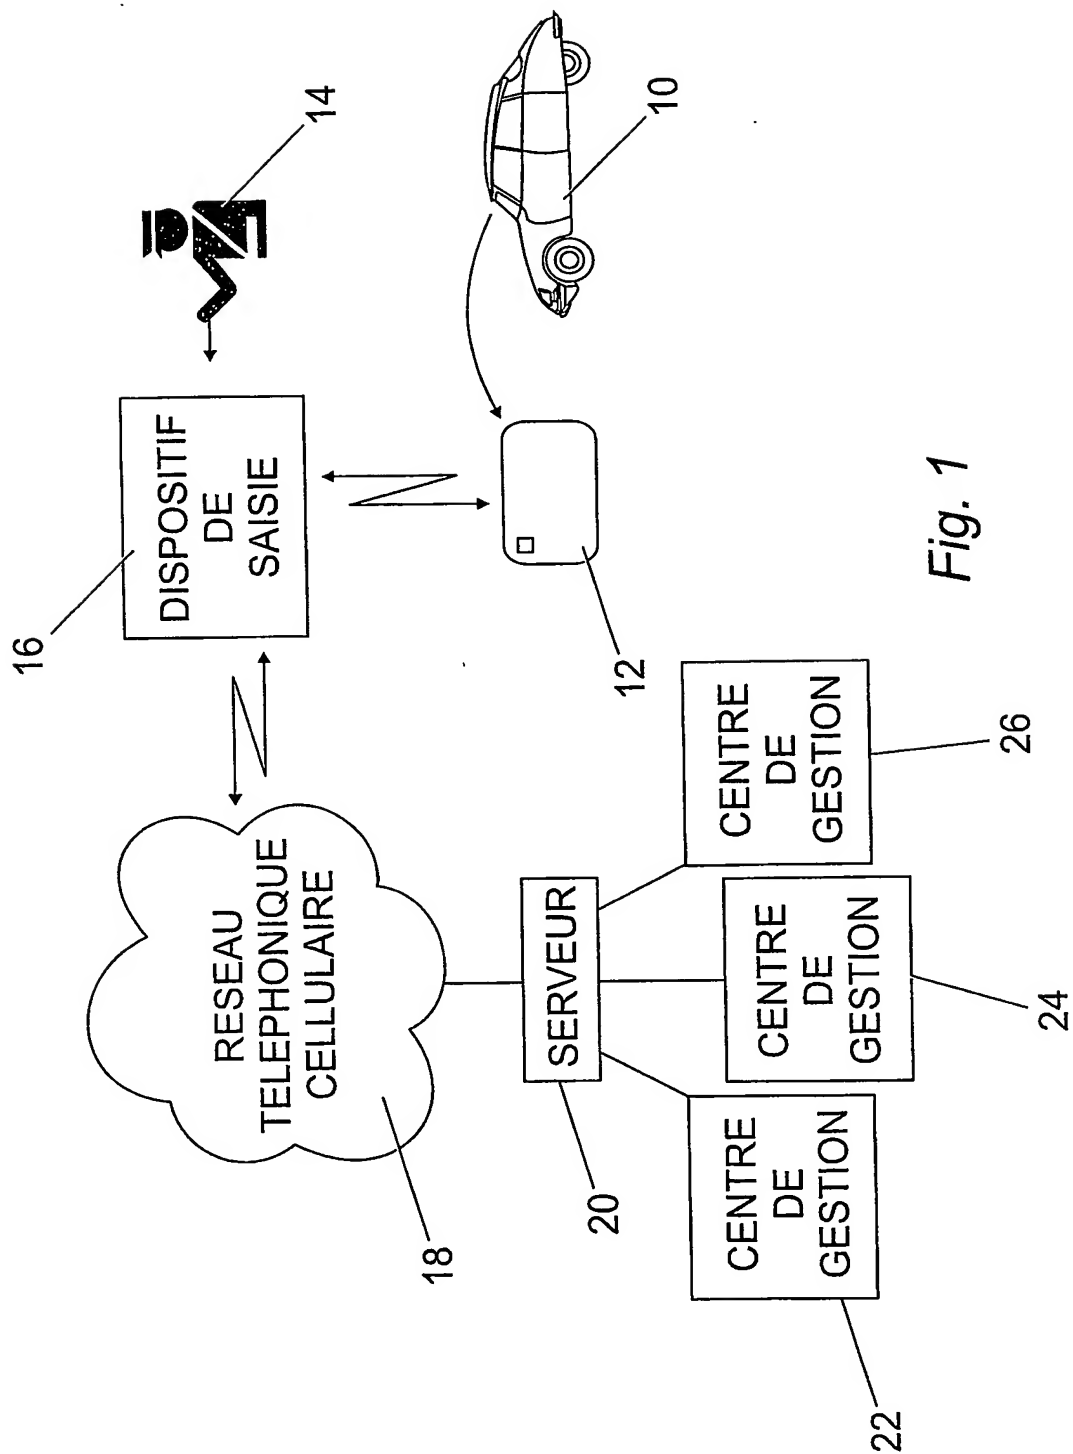 16
RESEAU
TELEPHONIQUE
CELLULAIRE
DISPOSITIF
DE
SAISIE
14
18
20
SERVEUR
12
10
CENTRE
DE
GESTION
CENTRE
DE
GESTION
CENTRE
DE
GESTION
22
24
26
Fig. 1